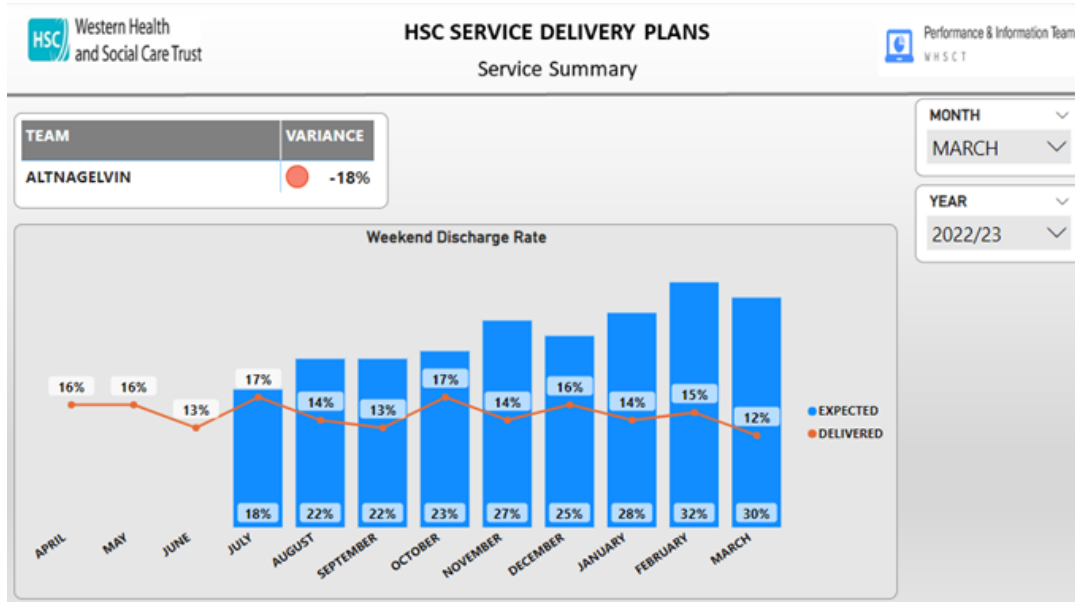 HSC
Western Health
and Social Care Trust
HSC SERVICE DELIVERY PLANS
Service Summary
Performance & Information Team
WHSCT
TEAM VARIANCE
ALTNAGELVIN -18%
MONTH
MARCH
YEAR
2022/23
Weekend Discharge Rate
16% 16% 13% 17% 14% 13% 17% 14% 16% 14% 15% 12%
18% 22% 22% 23% 27% 25% 28% 32% 30%
APRIL MAY JUNE JULY AUGUST SEPTEMBER OCTOBER NOVEMBER DECEMBER JANUARY FEBRUARY MARCH
EXPECTED
DELIVERED